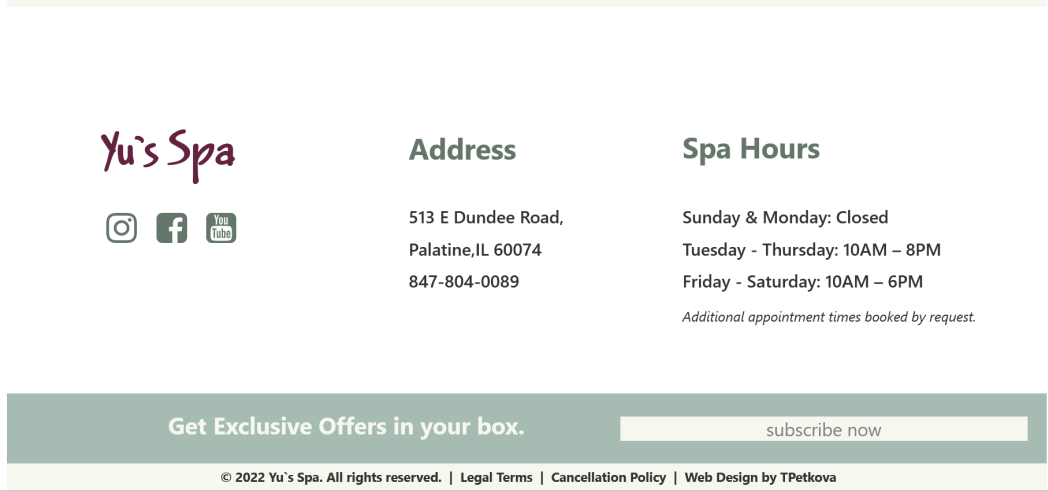 Yu`s Spa
You
Tube
Address
513 E Dundee Road,
Palatine,IL 60074
847-804-0089
Spa Hours
Sunday & Monday: Closed
Tuesday - Thursday: 10AM – 8PM
Friday - Saturday: 10AM – 6PM
Additional appointment times booked by request.
Get Exclusive Offers in your box.
subscribe now
© 2022 Yu`s Spa. All rights reserved. | Legal Terms | Cancellation Policy | Web Design by TPetkova